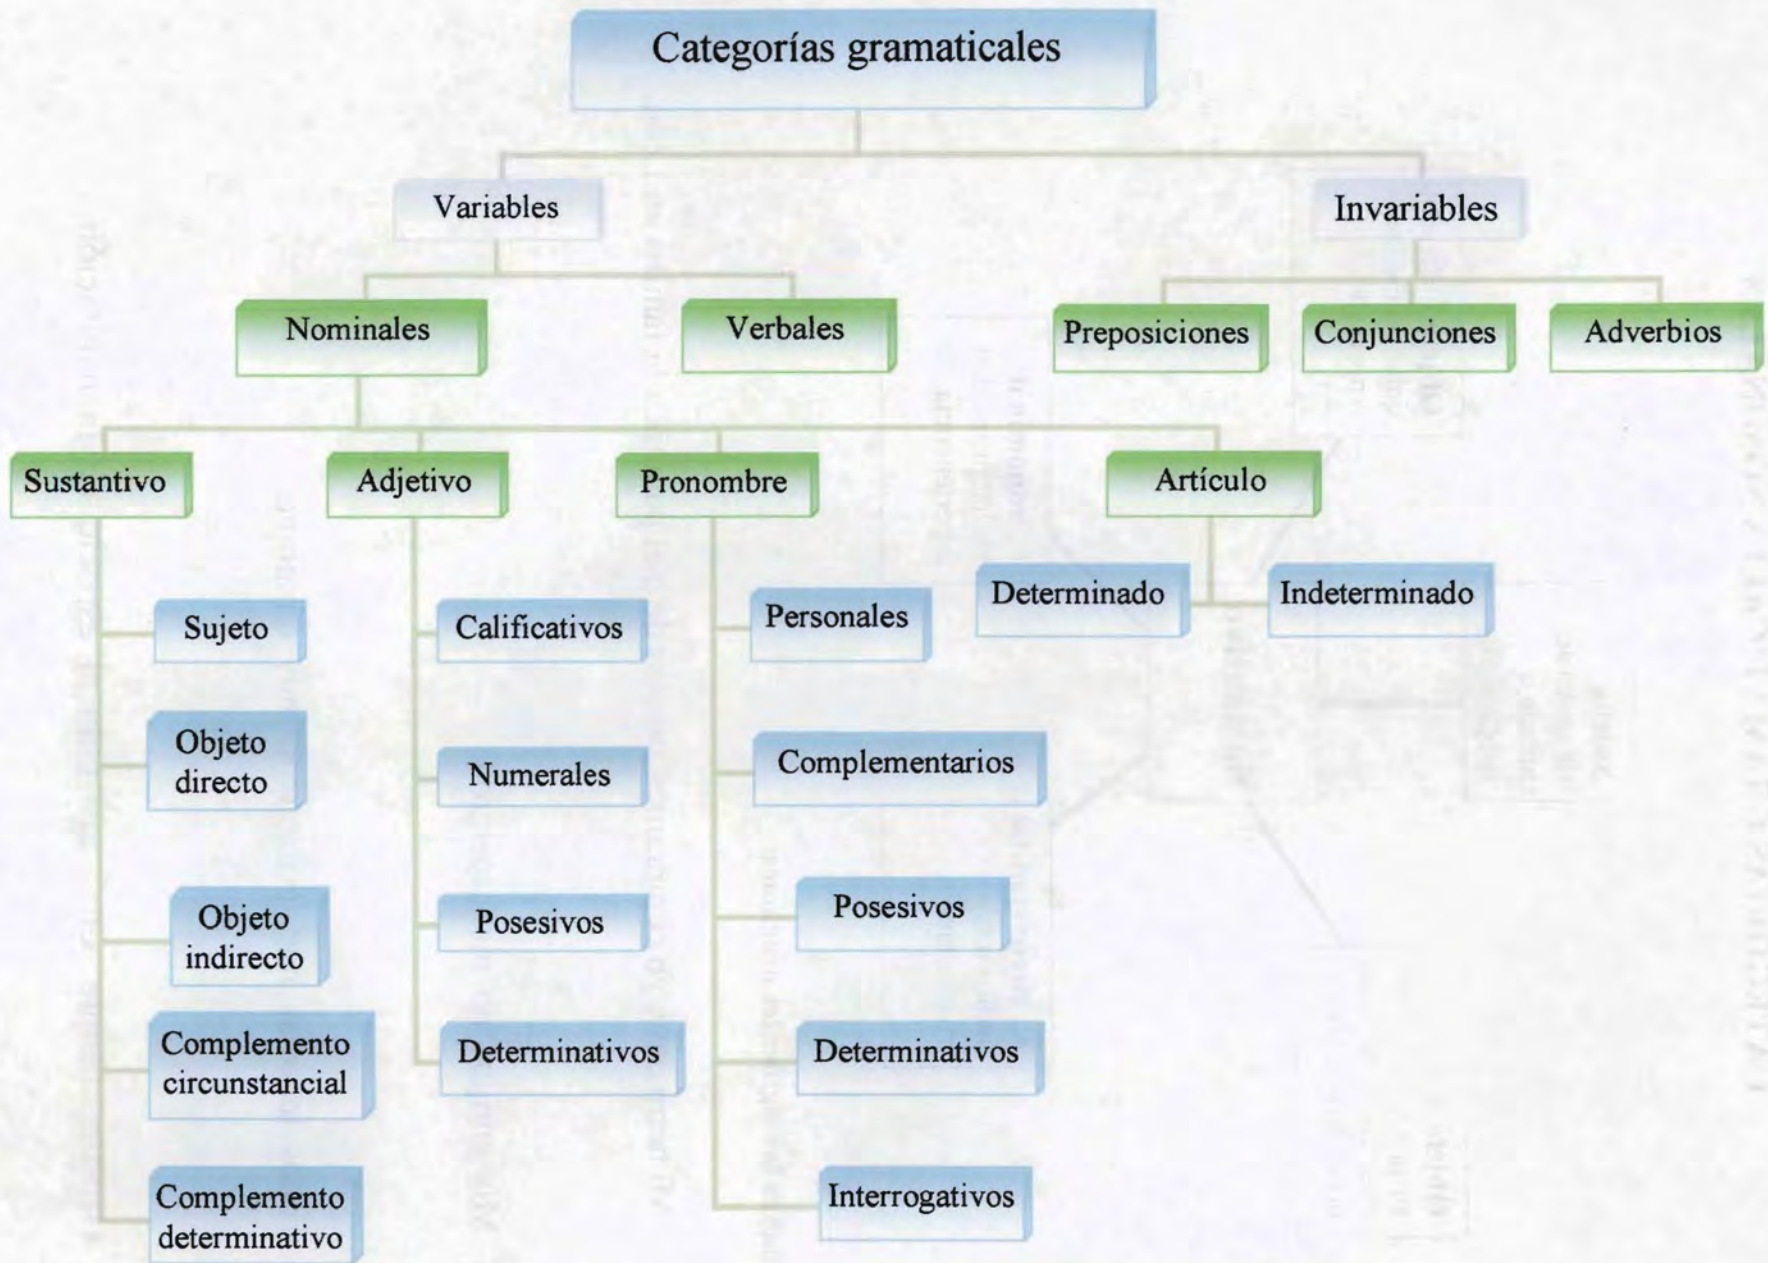 Categorías gramaticales
Variables
Invariables
Nominales
Verbales
Preposiciones
Conjunciones
Adverbios
Sustantivo
Adjetivo
Pronombre
Artículo
Sujeto
Objeto
directo
Objeto
indirecto
Complemento
circunstancial
Complemento
determinativo
Calificativos
Numerales
Posesivos
Determinativos
Personales
Complementarios
Posesivos
Determinativos
Interrogativos
Determinado
Indeterminado